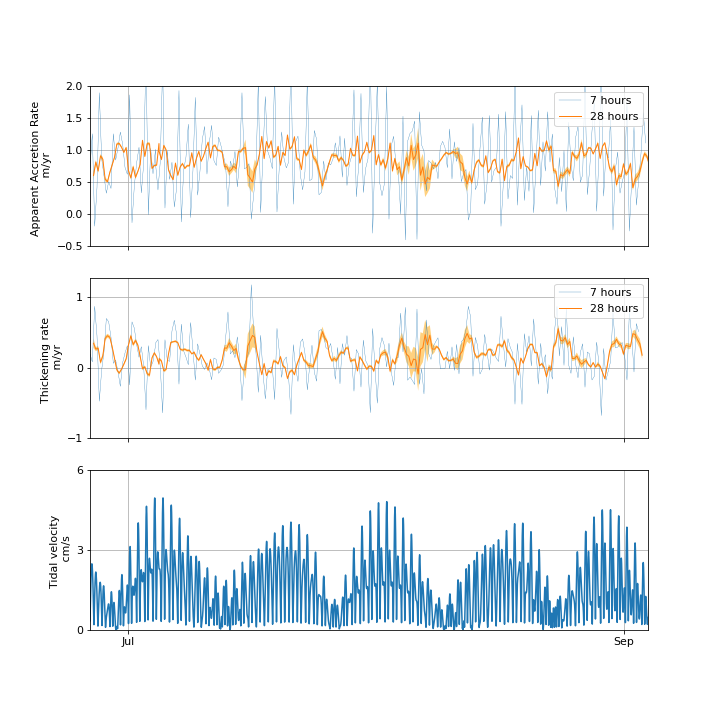 Apparent Accretion Rate
m/yr
2.0
1.5
1.0
0.5
0.0
−0.5
7 hours
28 hours
Thickening rate
m/yr
1
0
−1
7 hours
28 hours
Tidal velocity
cm/s
6
3
0
Jul
Sep